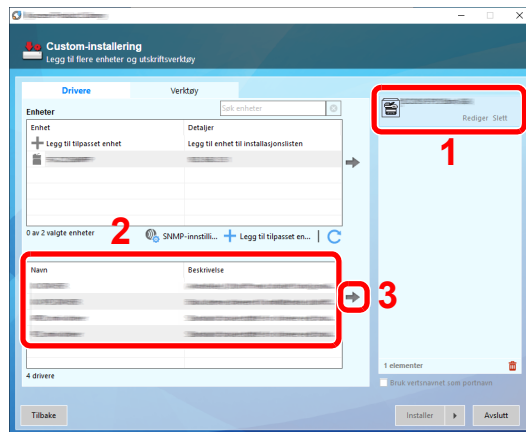 Custom-installering
Legg til flere enheter og utskriftsverktøy
Drivere Verktøy
Enheter Søk enheter
Enhet Detaljer
Legg til tilpasset enhet Legg til enhet til installasjonslisten
0 av 2 valgte enheter SNMP-innstilli... Legg til tilpasset en...
Navn Beskrivelse
4 drivere
Rediger Slett
1 elementer
Bruk vertsnavnet som portnavn
Tilbake Installer Avslutt
1
2
3